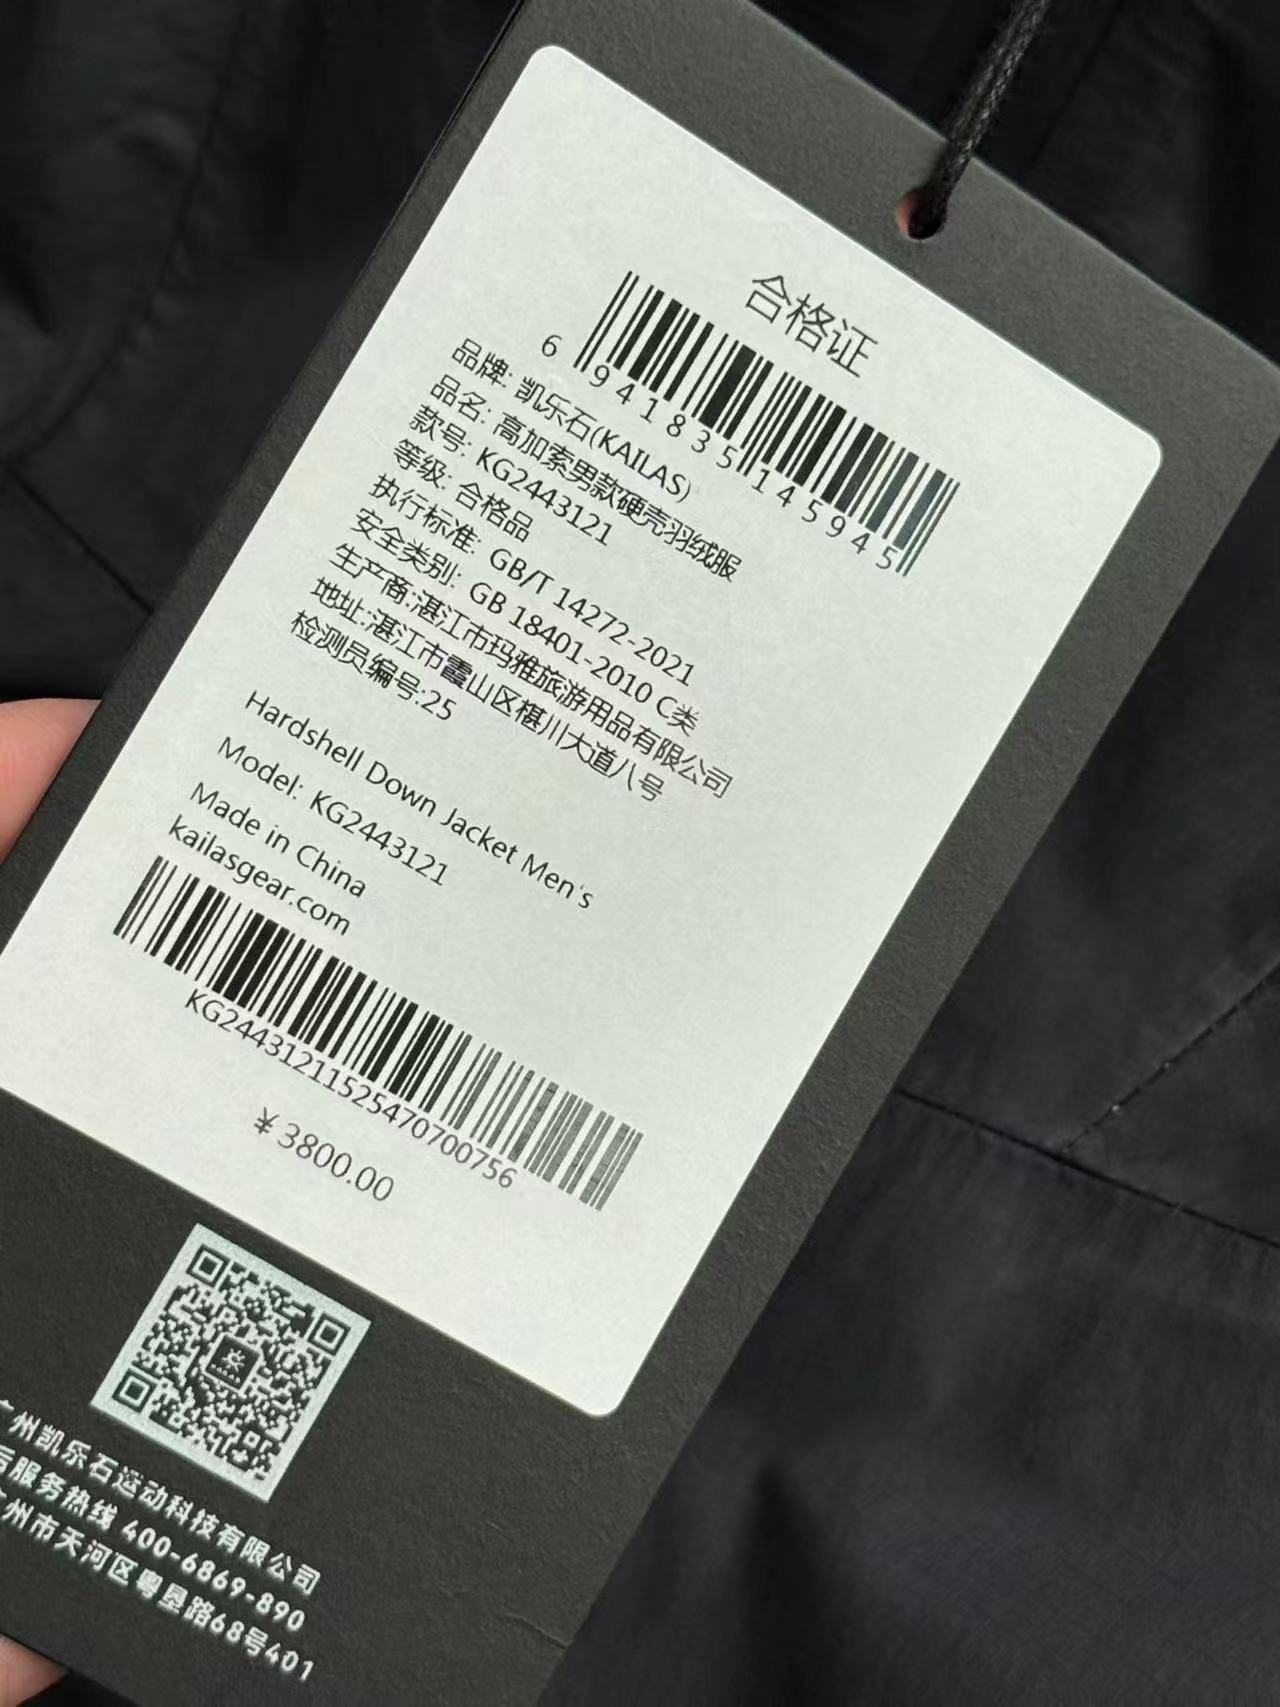 合格证
6 941835 145945
品牌: 凯乐石(KAILAS)
品名: 高加索男款硬壳羽绒服
款号: KG2443121
等级: 合格品
执行标准: GB/T 14272-2021
安全类别: GB 18401-2010 C类
生产商:湛江市玛雅旅游用品有限公司
地址:湛江市霞山区椹川大道八号
检测员编号:25
Hardshell Down Jacket Men's
Model: KG2443121
Made in China
kailasgear.com
KG24431211525470700756
￥3800.00
广州凯乐石运动科技有限公司
后服务热线 400-6869-890
广州市天河区粤垦路68号401